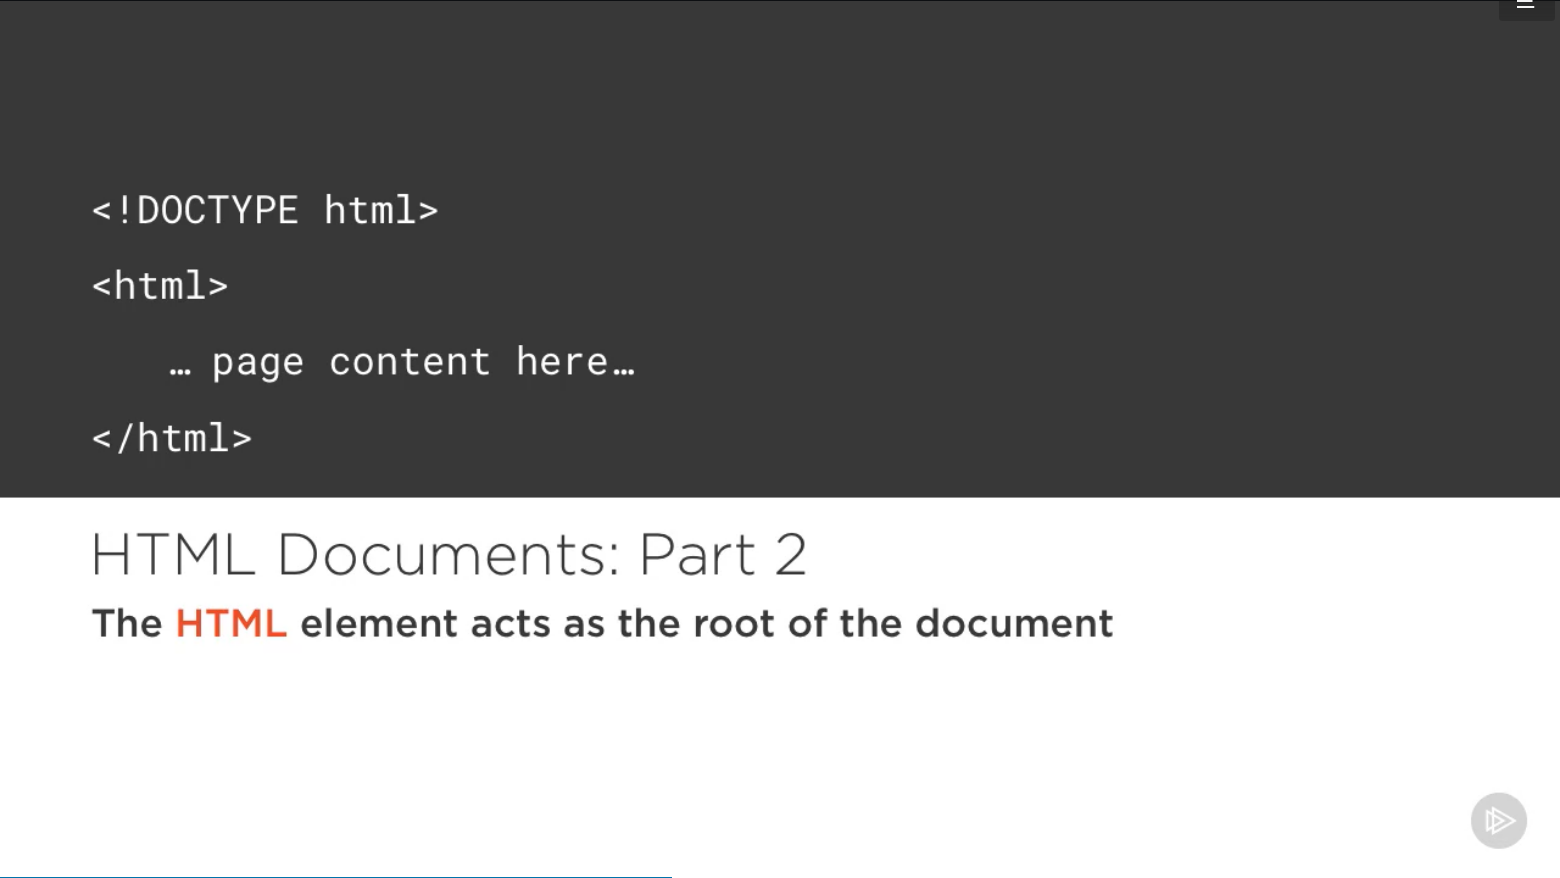 <!DOCTYPE html>
<html>
… page content here…
</html>
HTML Documents: Part 2
The HTML element acts as the root of the document